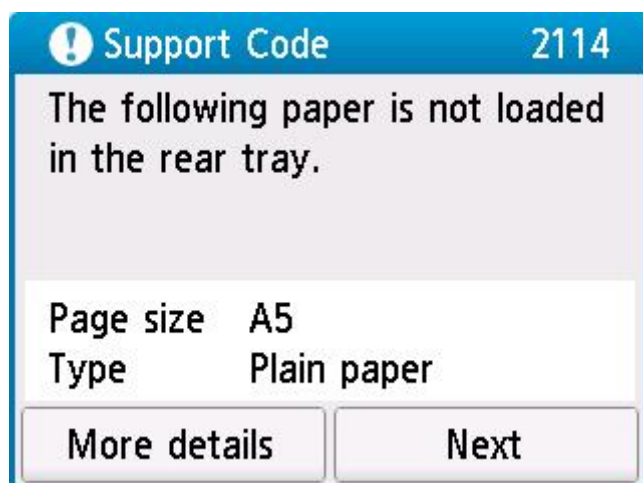 Support Code 2114
The following paper is not loaded
in the rear tray.
Page size A5
Type Plain paper
More details Next